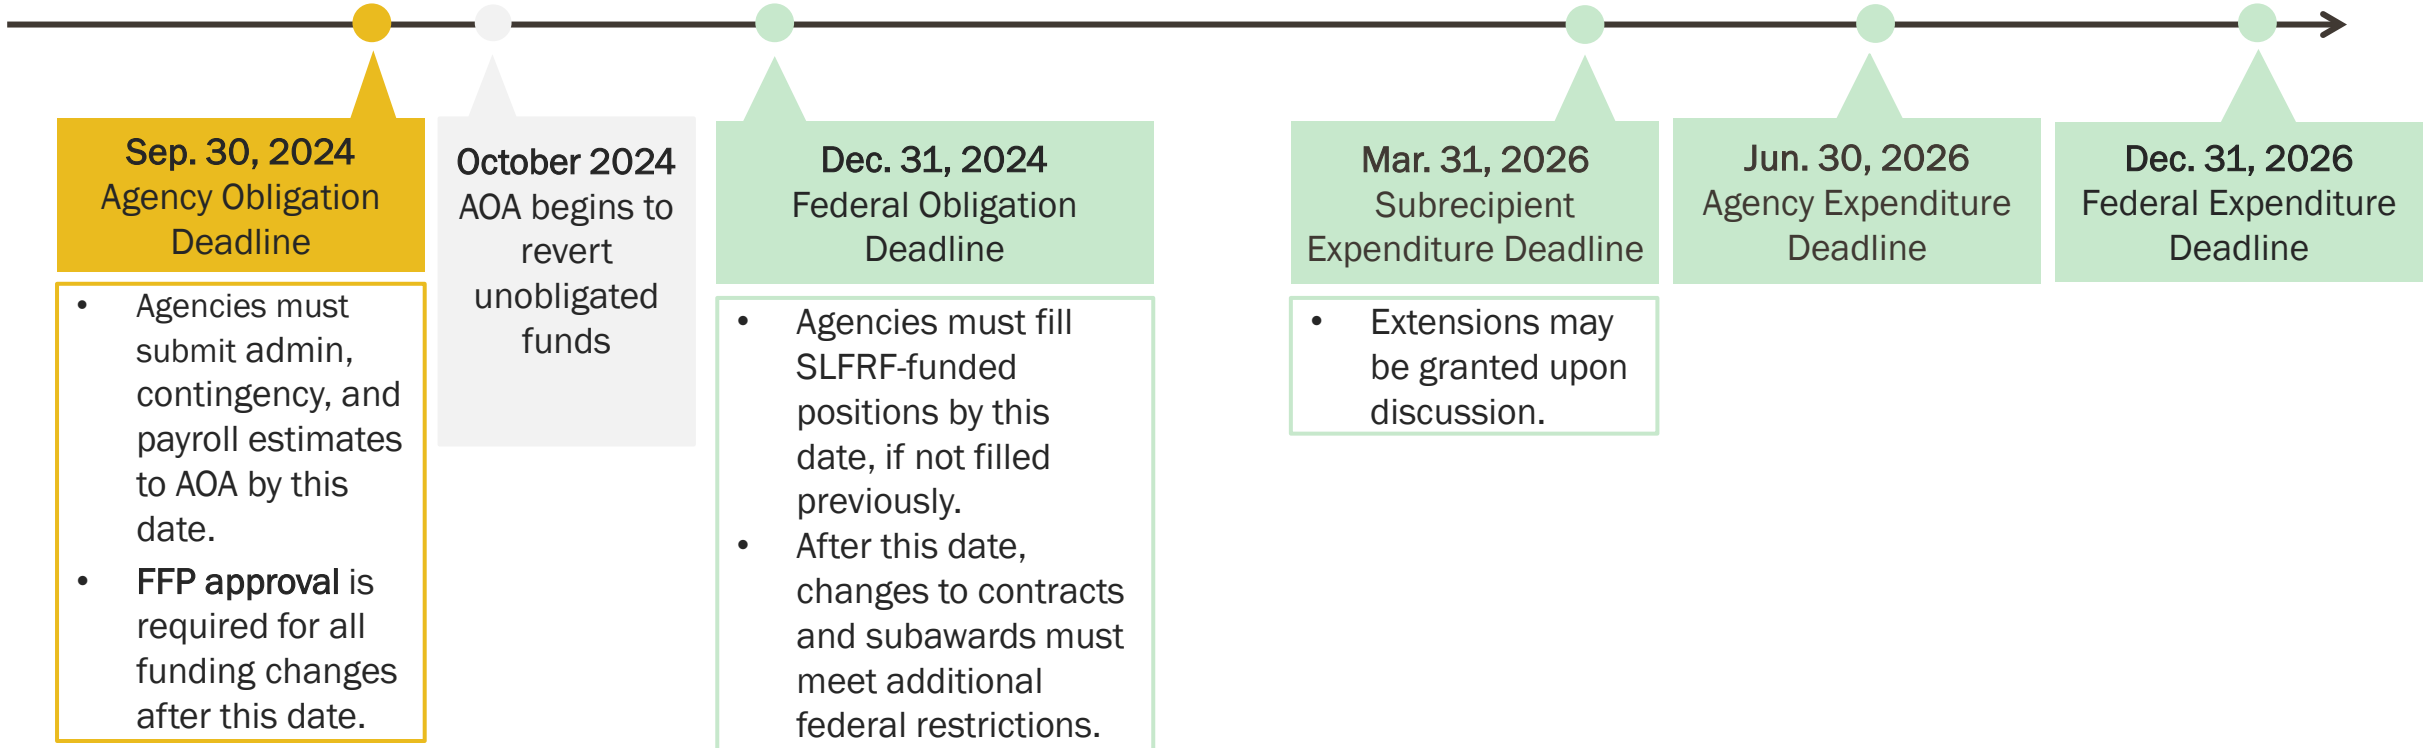 Sep. 30, 2024
Agency Obligation
Deadline
• Agencies must
submit admin,
contingency, and
payroll estimates
to AOA by this
date.
• FFP approval is
required for all
funding changes
after this date.
October 2024
AOA begins to
revert
unobligated
funds
Dec. 31, 2024
Federal Obligation
Deadline
• Agencies must fill
SLFRF-funded
positions by this
date, if not filled
previously.
• After this date,
changes to contracts
and subawards must
meet additional
federal restrictions.
Mar. 31, 2026
Subrecipient
Expenditure Deadline
• Extensions may
be granted upon
discussion.
Jun. 30, 2026
Agency Expenditure
Deadline
Dec. 31, 2026
Federal Expenditure
Deadline